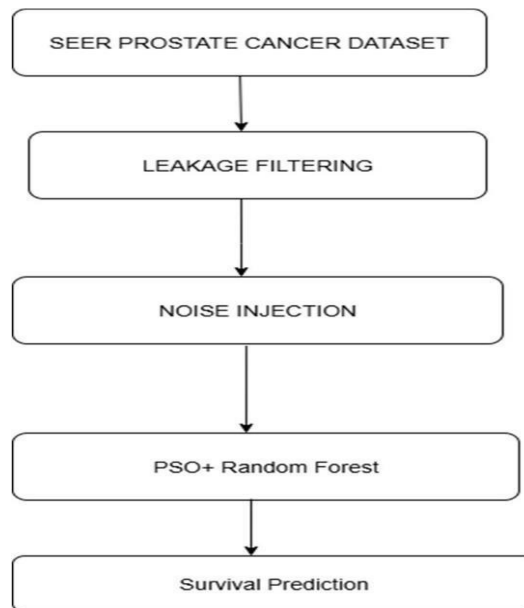 SEER PROSTATE CANCER DATASET
LEAKAGE FILTERING
NOISE INJECTION
PSO+ Random Forest
Survival Prediction